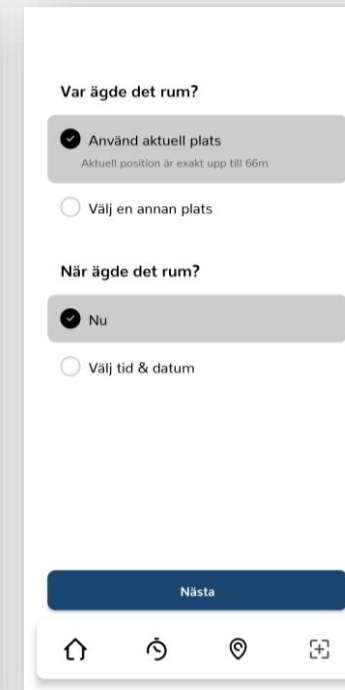 Var ägde det rum?
Använd aktuell plats
Aktuell position är exakt upp till 66m
Välj en annan plats
När ägde det rum?
Nu
Välj tid & datum
Nästa